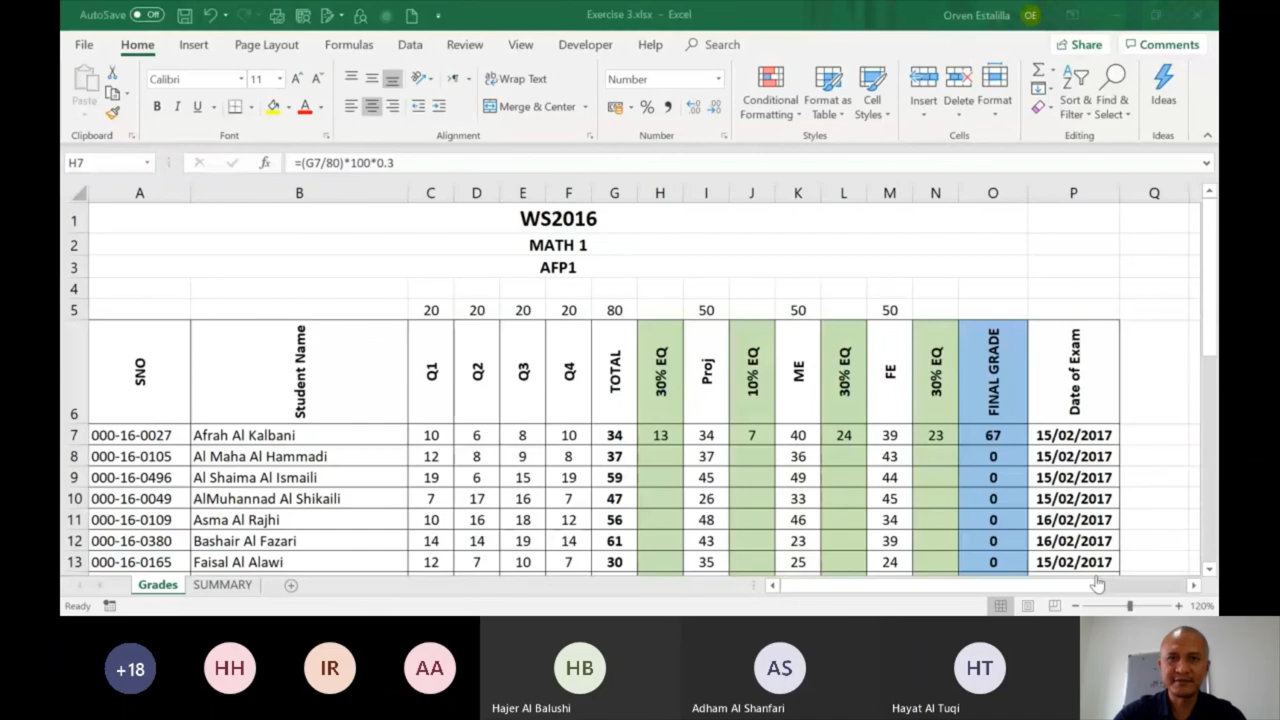 AutoSave Off Exercise 3.xlsx - Excel Orven Estalilla OE
File Home Insert Page Layout Formulas Data Review View Developer Help Search Share Comments
Paste Calibri 11 Wrap Text Number
B I U Merge & Center Conditional Formatting Format as Table Cell Styles Insert Delete Format Sort & Filter Find & Select Ideas
Clipboard Font Alignment Number Styles Cells Editing Ideas
H7 fx =(G7/80)*100*0.3
A B C D E F G H I J K L M N O P Q
1 WS2016
2 MATH 1
3 AFP1
4
5 20 20 20 20 80 50 50 50
6 SNO Student Name Q1 Q2 Q3 Q4 TOTAL 30% EQ Proj 10% EQ ME 30% EQ FE 30% EQ FINAL GRADE Date of Exam
7 000-16-0027 Afrah Al Kalbani 10 6 8 10 34 13 34 7 40 24 39 23 67 15/02/2017
8 000-16-0105 Al Maha Al Hammadi 12 8 9 8 37 37 36 43 0 15/02/2017
9 000-16-0496 Al Shaima Al Ismaili 19 6 15 19 59 45 49 44 0 15/02/2017
10 000-16-0049 AlMuhannad Al Shikaili 7 17 16 7 47 26 33 45 0 15/02/2017
11 000-16-0109 Asma Al Rajhi 10 16 18 12 56 48 46 34 0 16/02/2017
12 000-16-0380 Bashair Al Fazari 14 14 19 14 61 43 23 39 0 16/02/2017
13 000-16-0165 Faisal Al Alawi 12 7 10 7 30 35 25 24 0 15/02/2017
Grades SUMMARY
Ready 120%
+18 HH IR AA HB AS HT
Hajer Al Balushi Adham Al Shanfari Hayat Al Tuqi